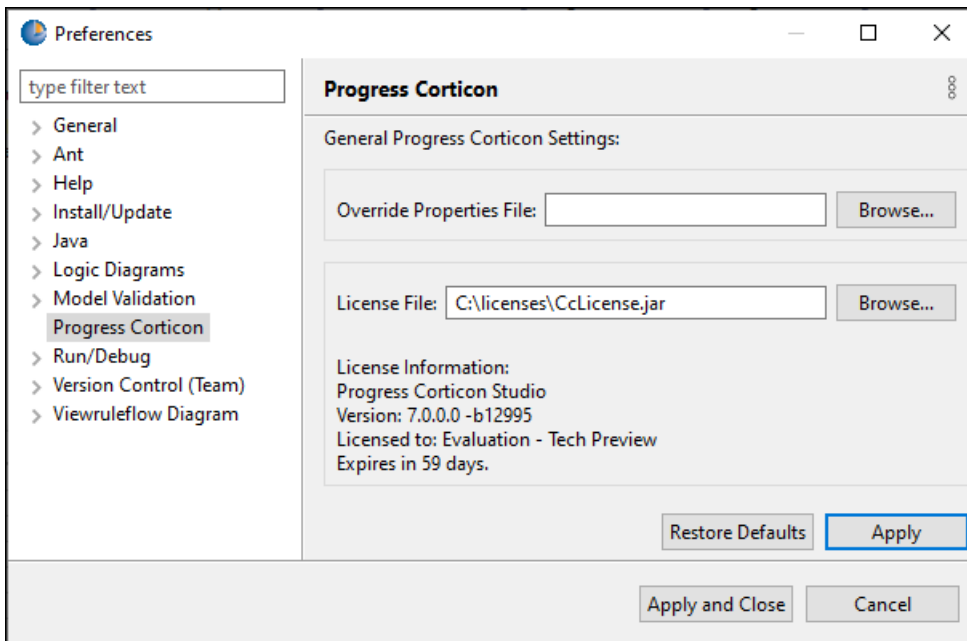 Preferences
type filter text
General
Ant
Help
Install/Update
Java
Logic Diagrams
Model Validation
Progress Corticon
Run/Debug
Version Control (Team)
Viewruleflow Diagram
Progress Corticon
General Progress Corticon Settings:
Override Properties File:
Browse...
License File: C:\licenses\CcLicense.jar
Browse...
License Information:
Progress Corticon Studio
Version: 7.0.0.0 -b12995
Licensed to: Evaluation - Tech Preview
Expires in 59 days.
Restore Defaults
Apply
Apply and Close
Cancel